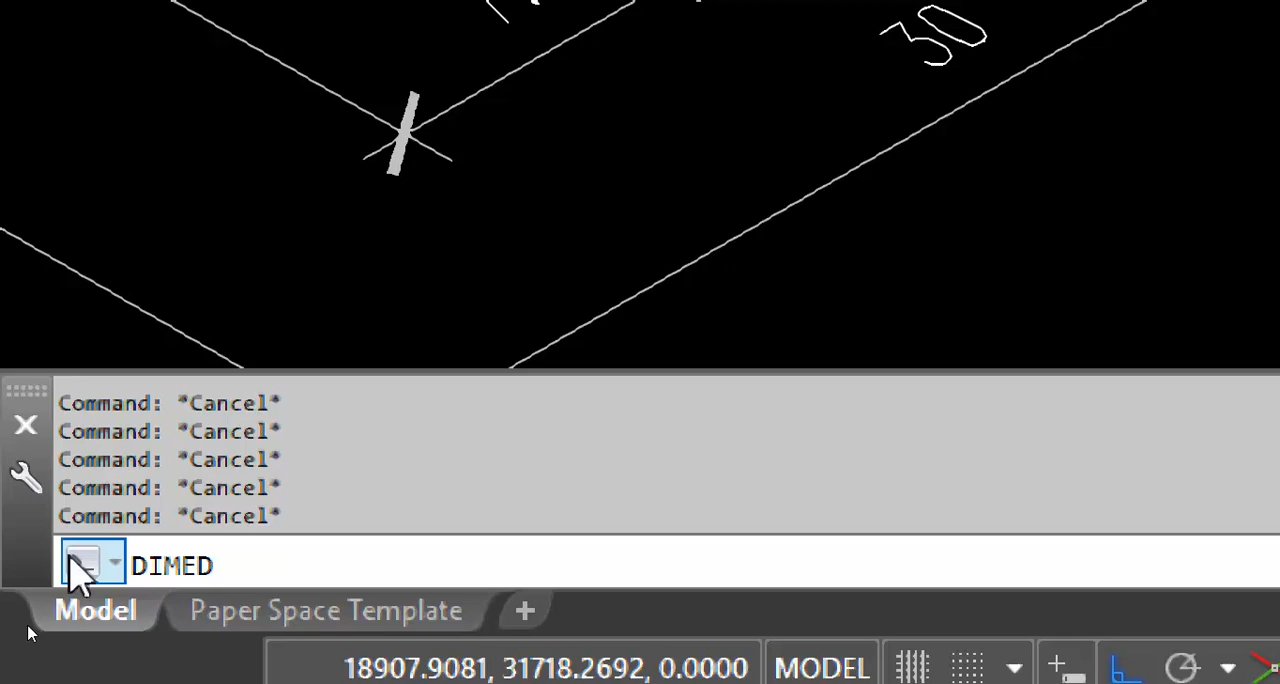 30
Command: *Cancel*
Command: *Cancel*
Command: *Cancel*
Command: *Cancel*
Command: *Cancel*
DIMED
Model Paper Space Template +
18907.9081, 31718.2692, 0.0000 MODEL